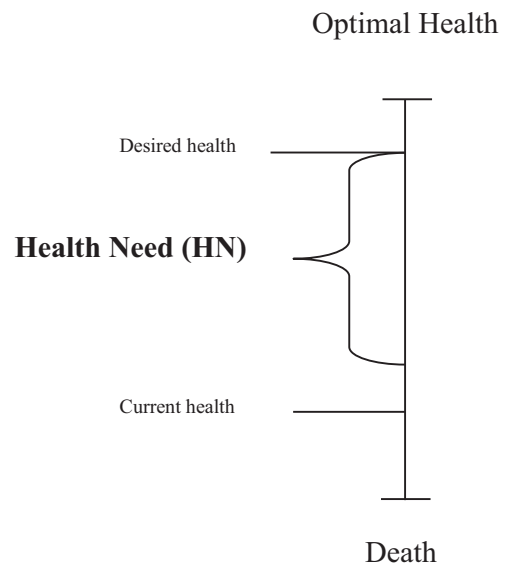 Optimal Health
Desired health
Health Need (HN)
Current health
Death